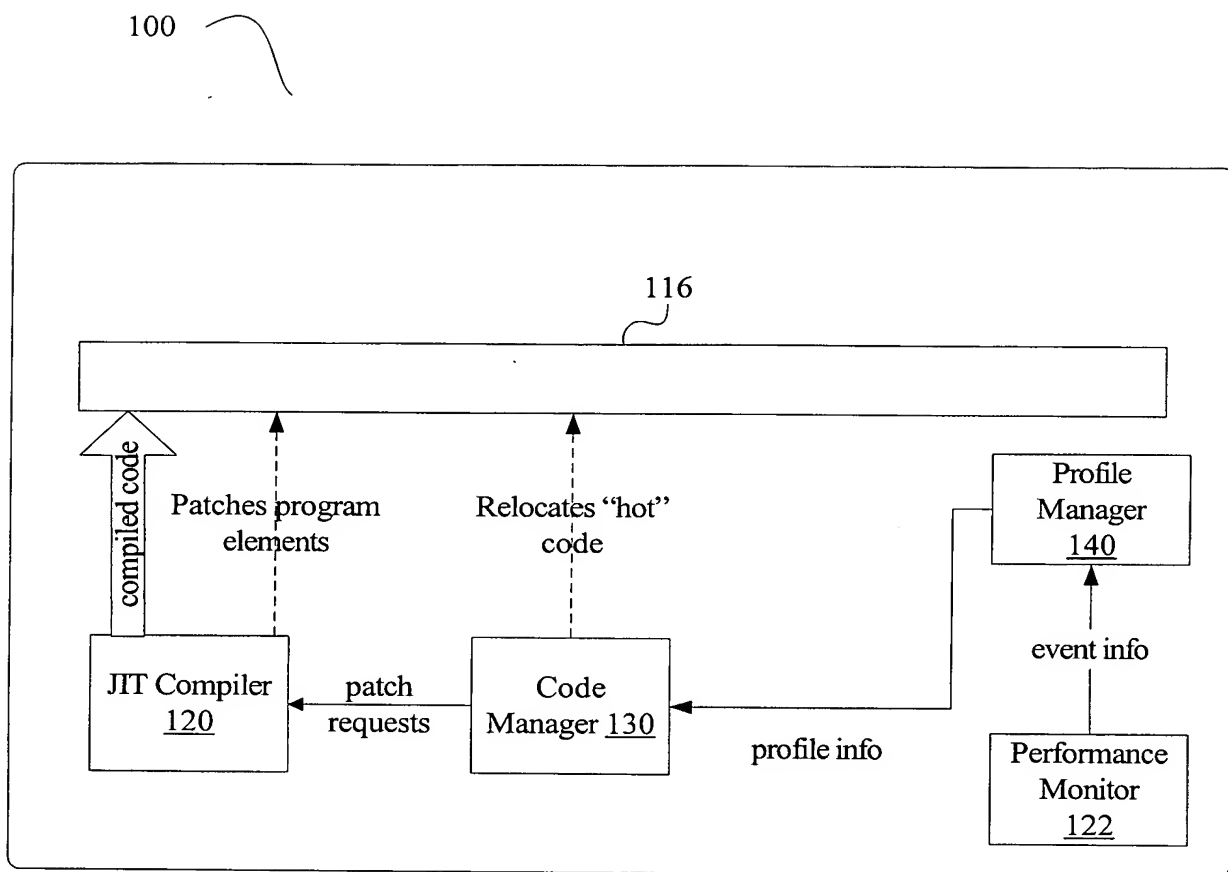 100
116
compiled code
Patches program
elements
Relocates “hot”
code
Profile
Manager
140
event info
JIT Compiler
120
patch
requests
Code
Manager 130
profile info
Performance
Monitor
122